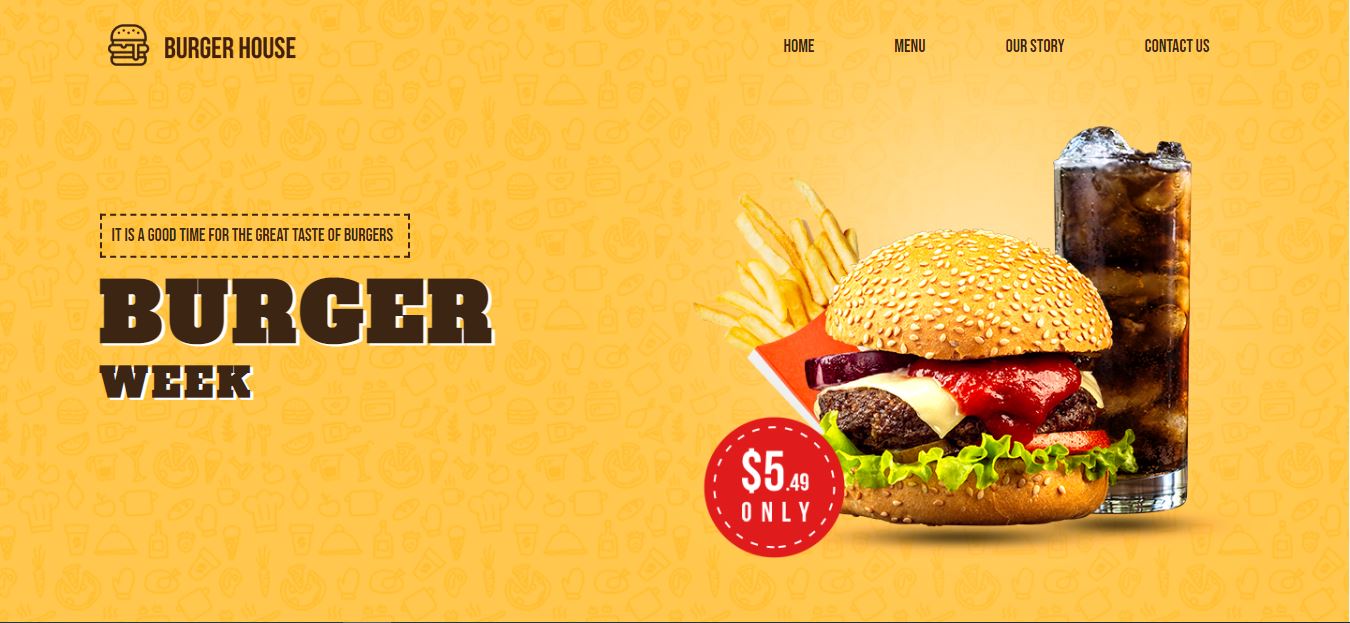 BURGER HOUSE
HOME MENU OUR STORY CONTACT US
IT IS A GOOD TIME FOR THE GREAT TASTE OF BURGERS
BURGER
WEEK
$5.49
ONLY